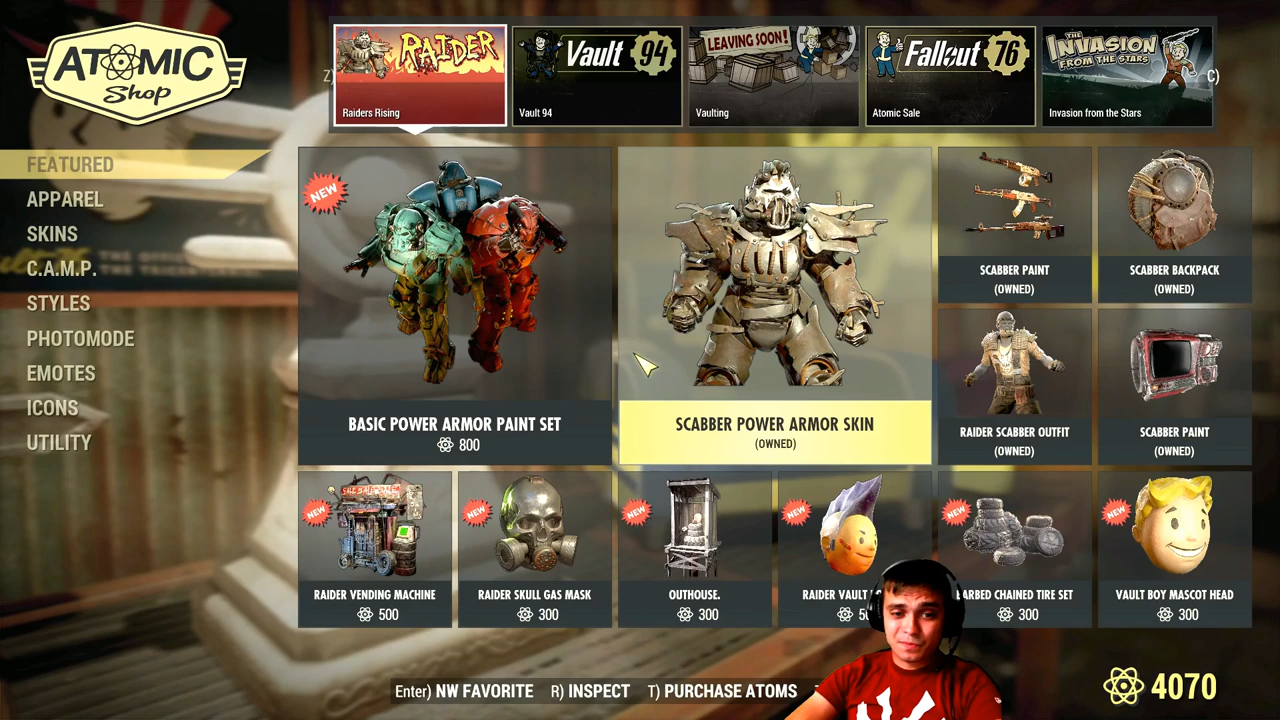 ATOMIC
Shop
Z)
RAIDER
Raiders Rising
Vault 94
Vault 94
LEAVING SOON!
Vaulting
Fallout 76
Atomic Sale
THE
INVASION
FROM THE STARS
Invasion from the Stars
C)
FEATURED
APPAREL
SKINS
C.A.M.P.
STYLES
PHOTOMODE
EMOTES
ICONS
UTILITY
NEW
BASIC POWER ARMOR PAINT SET
800
SCABBER POWER ARMOR SKIN
(OWNED)
SCABBER PAINT
(OWNED)
SCABBER BACKPACK
(OWNED)
RAIDER SCABBER OUTFIT
(OWNED)
SCABBER PAINT
(OWNED)
NEW
RAIDER VENDING MACHINE
500
NEW
RAIDER SKULL GAS MASK
300
NEW
OUTHOUSE.
300
NEW
RAIDER VAULT
NEW
BARBED CHAINED TIRE SET
300
NEW
VAULT BOY MASCOT HEAD
300
Enter) NW FAVORITE R) INSPECT T) PURCHASE ATOMS
4070